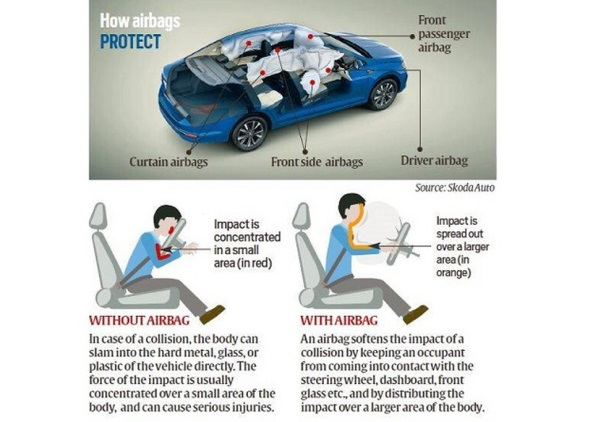 How airbags
PROTECT
Front
passenger
airbag
Curtain airbags
Front side airbags
Driver airbag
Source: Skoda Auto
Impact is
concentrated
in a small
area (in red)
Impact is
spread out
over a larger
area (in
orange)
WITHOUT AIRBAG
In case of a collision, the body can
slam into the hard metal, glass, or
plastic of the vehicle directly. The
force of the impact is usually
concentrated over a small area of the
body, and can cause serious injuries.
WITH AIRBAG
An airbag softens the impact of a
collision by keeping an occupant
from coming into contact with the
steering wheel, dashboard, front
glass etc., and by distributing the
impact over a larger area of the body.